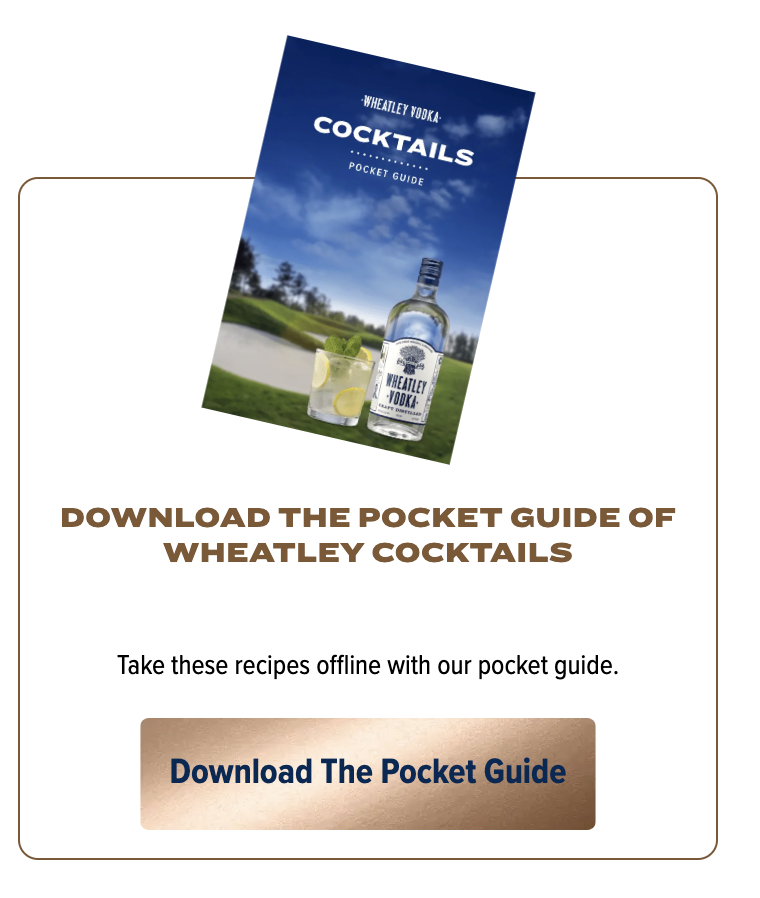 ·WHEATLEY VODKA·
COCKTAILS
POCKET GUIDE
WHEATLEY
·VODKA·
CRAFT DISTILLED
DOWNLOAD THE POCKET GUIDE OF
WHEATLEY COCKTAILS
Take these recipes offline with our pocket guide.
Download The Pocket Guide